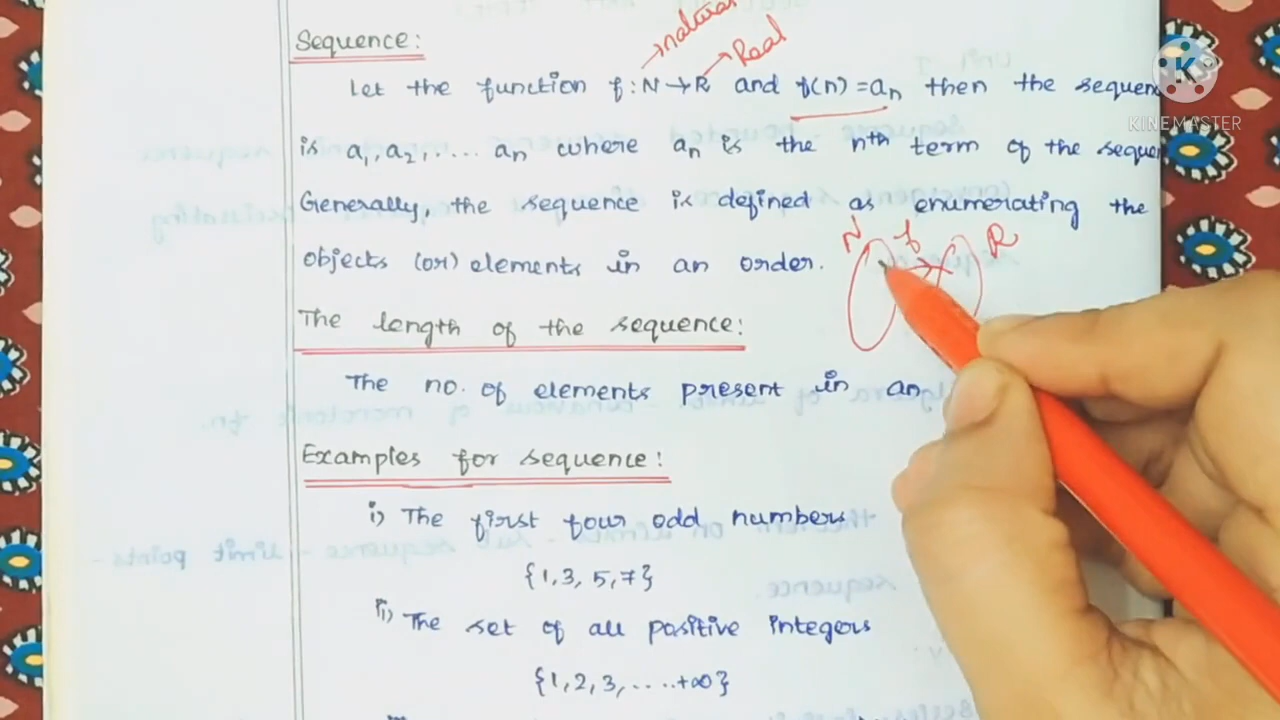 Sequence:
natural
Real
Let the function f: N → R and f(n) = aₙ then the
is a₁, a₂, .... aₙ where aₙ is the nᵗʰ term of the
Generally, the sequence is defined as enumerating the
objects (or) elements in an order.
N f R
The length of the sequence:
The no. of elements present in an
Examples for sequence:
i) The first four odd numbers
{1, 3, 5, 7}
ii) The set of all positive integers
{1, 2, 3, .....+∞}
K
KINEMASTER